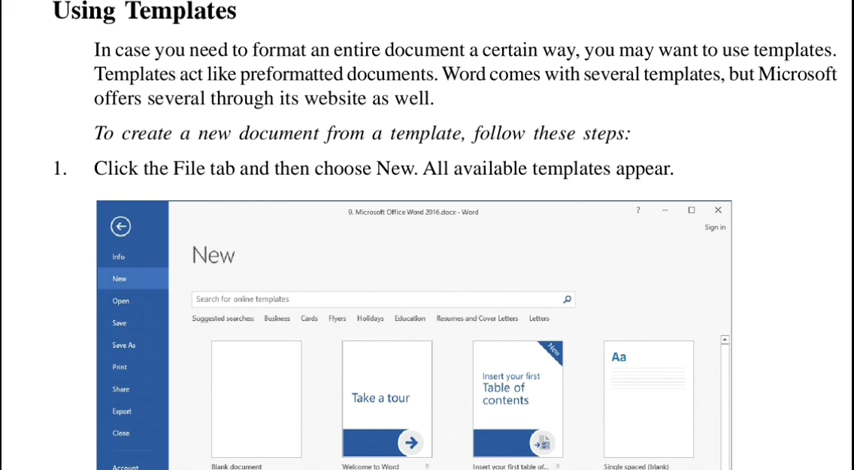 Using Templates
In case you need to format an entire document a certain way, you may want to use templates.
Templates act like preformatted documents. Word comes with several templates, but Microsoft
offers several through its website as well.
To create a new document from a template, follow these steps:
1. Click the File tab and then choose New. All available templates appear.
9. Microsoft Office Word 2016.docx - Word
?
Sign in
Info
New
New
Open
Search for online templates
Save
Suggested searches: Business Cards Flyers Holidays Education Resumes and Cover Letters Letters
Save As
Print
Share
Export
Close
Account
Take a tour
New
Insert your first
Table of
contents
Aa
Blank document
Welcome to Word
Insert your first table of...
Single spaced (blank)